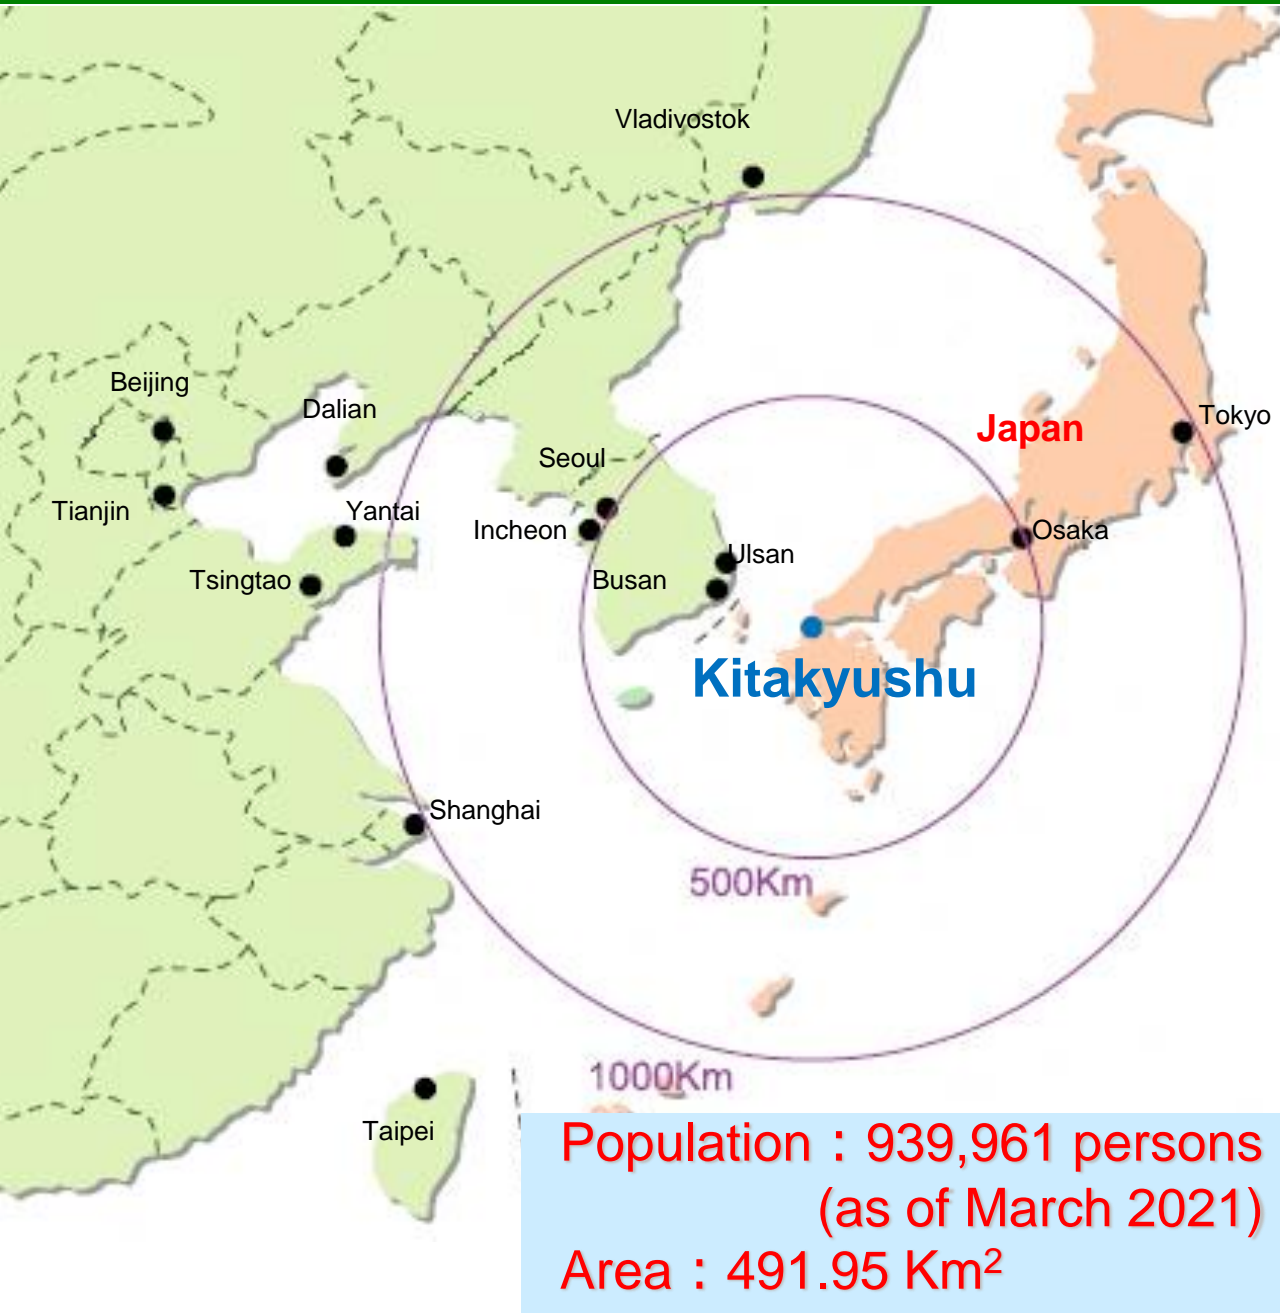 Vladivostok
Beijing
Dalian
Japan
Tokyo
Seoul
Tianjin
Yantai
Incheon
Osaka
Ulsan
Tsingtao
Busan
Kitakyushu
Shanghai
500Km
1000Km
Taipei
Population：939,961 persons
(as of March 2021)
Area：491.95 Km²